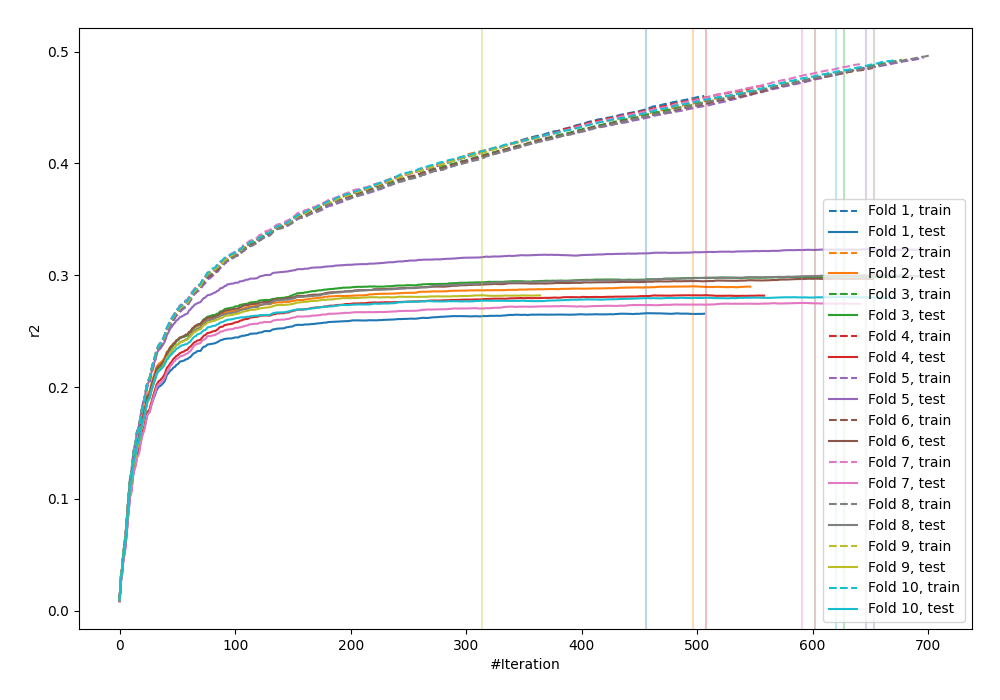 0.5
0.4
0.3
0.2
0.1
0.0
r2
0 100 200 300 400 500 600 700
#Iteration
Fold 1, train
Fold 1, test
Fold 2, train
Fold 2, test
Fold 3, train
Fold 3, test
Fold 4, train
Fold 4, test
Fold 5, train
Fold 5, test
Fold 6, train
Fold 6, test
Fold 7, train
Fold 7, test
Fold 8, train
Fold 8, test
Fold 9, train
Fold 9, test
Fold 10, train
Fold 10, test